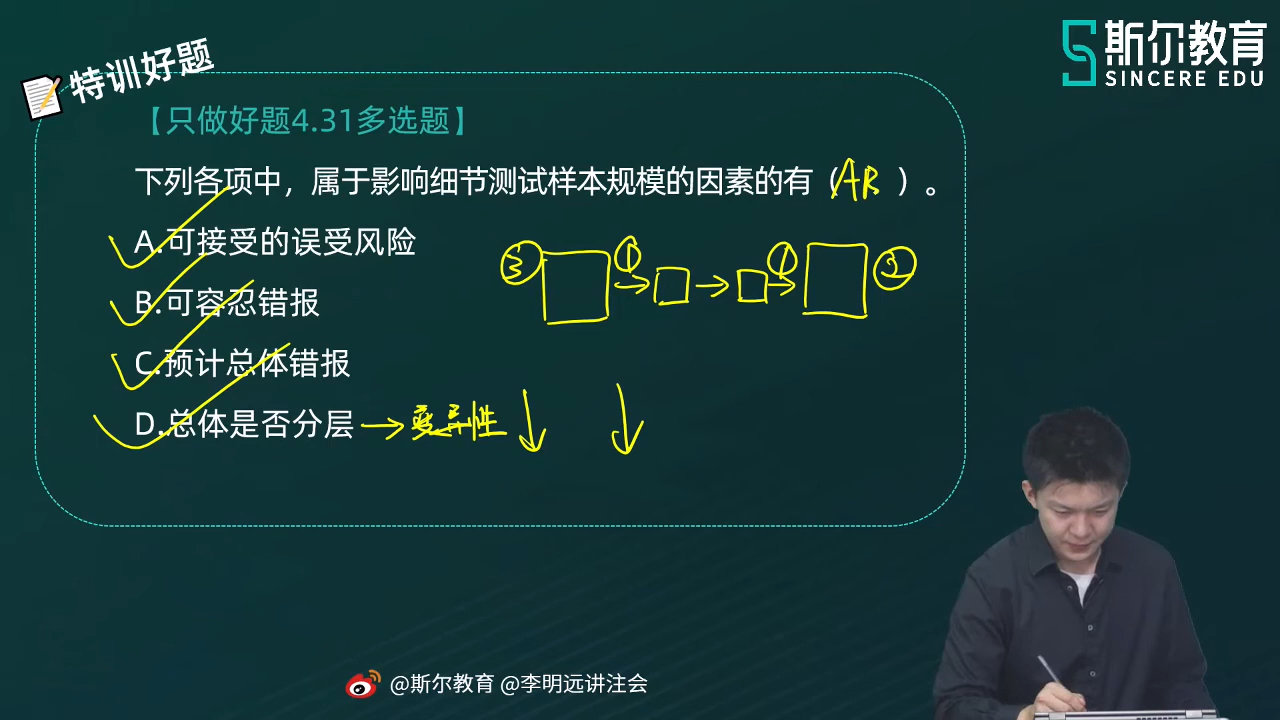 特训好题
斯尔教育
SINCERE EDU
【只做好题4.31多选题】
下列各项中，属于影响细节测试样本规模的因素的有（AB）。
A.可接受的误受风险
B.可容忍错报
C.预计总体错报
D.总体是否分层→变异性↓ ↓
③ ① → → ① → ②
@斯尔教育 @李明远讲注会